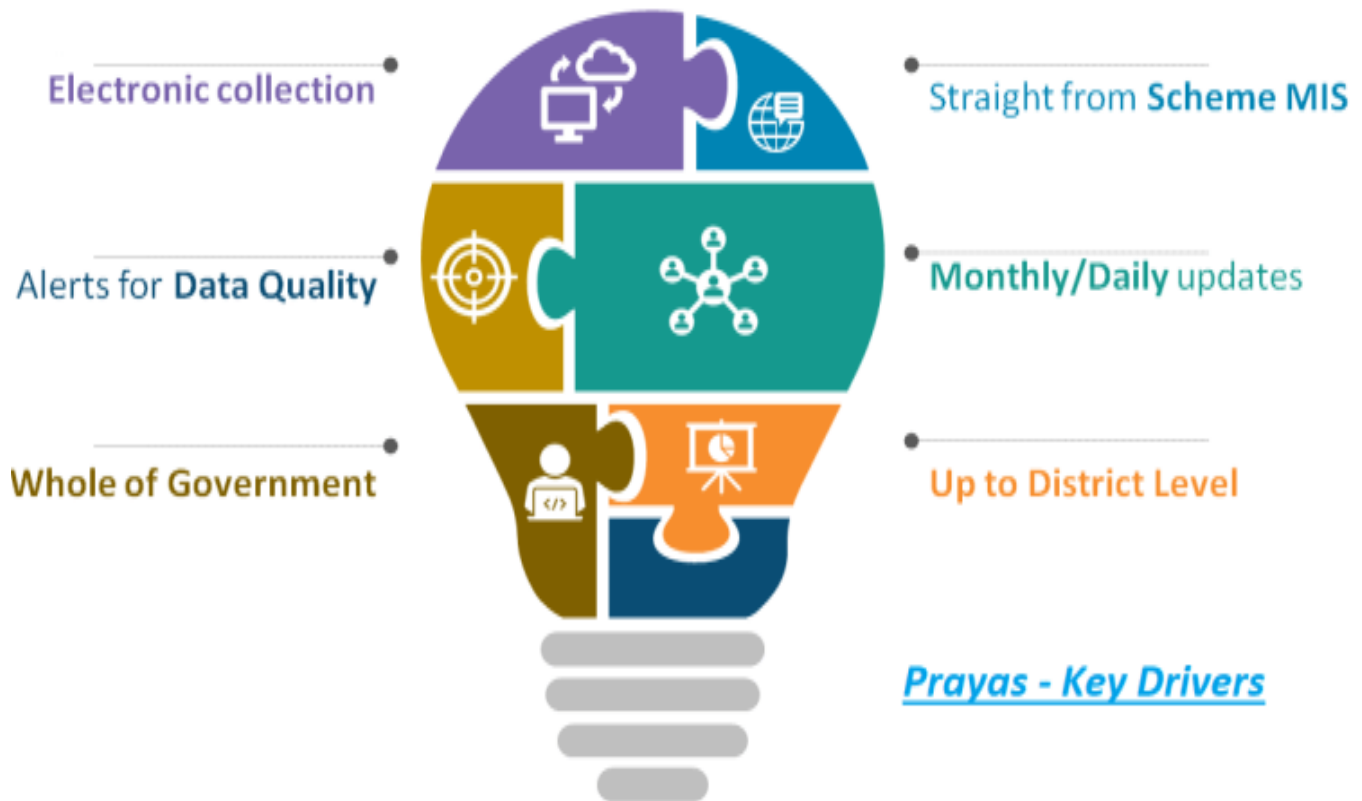 Electronic collection
Straight from Scheme MIS
Alerts for Data Quality
Monthly/Daily updates
Whole of Government
</>
Up to District Level
Prayas - Key Drivers